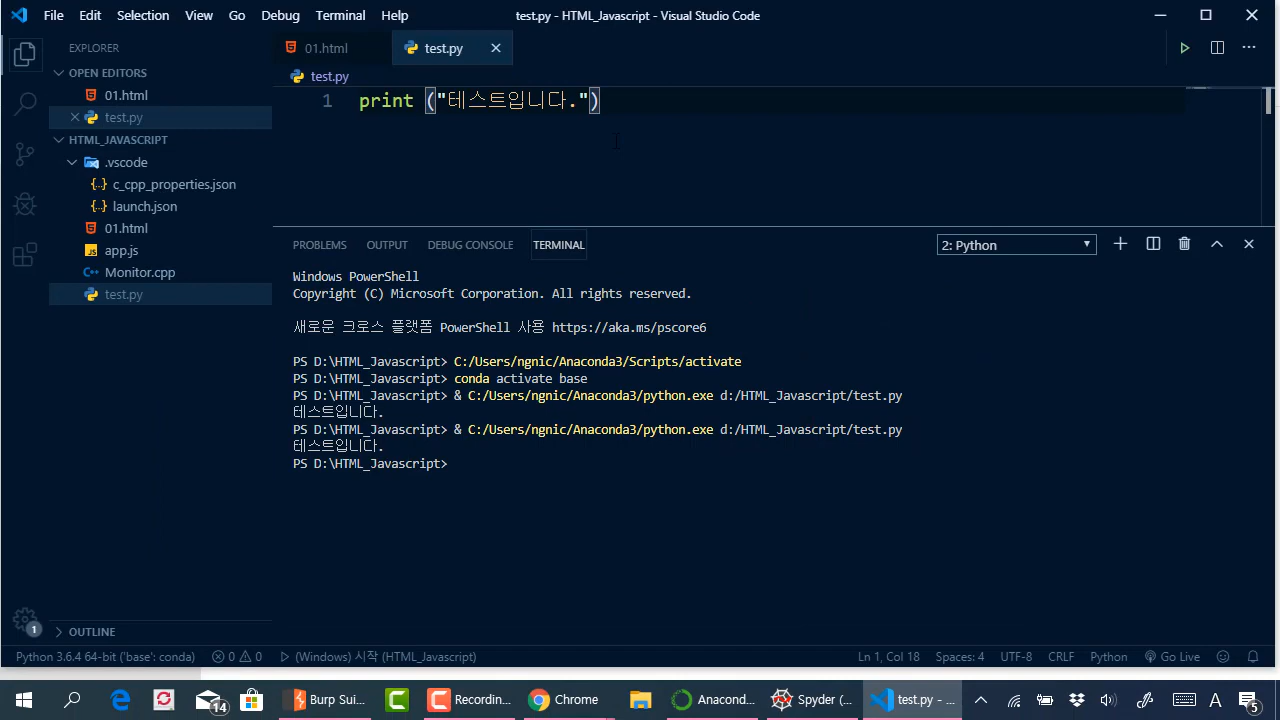 File Edit Selection View Go Debug Terminal Help test.py - HTML_Javascript - Visual Studio Code
EXPLORER
OPEN EDITORS
01.html
test.py
HTML_JAVASCRIPT
.vscode
{..} c_cpp_properties.json
{..} launch.json
01.html
JS app.js
C++ Monitor.cpp
test.py
OUTLINE
01.html test.py
test.py
1 print ("테스트입니다.")
PROBLEMS OUTPUT DEBUG CONSOLE TERMINAL 2: Python
Windows PowerShell
Copyright (C) Microsoft Corporation. All rights reserved.
새로운 크로스 플랫폼 PowerShell 사용 https://aka.ms/pscore6
PS D:\HTML_Javascript> C:/Users/ngnic/Anaconda3/Scripts/activate
PS D:\HTML_Javascript> conda activate base
PS D:\HTML_Javascript> & C:/Users/ngnic/Anaconda3/python.exe d:/HTML_Javascript/test.py
테스트입니다.
PS D:\HTML_Javascript> & C:/Users/ngnic/Anaconda3/python.exe d:/HTML_Javascript/test.py
테스트입니다.
PS D:\HTML_Javascript>
1
Python 3.6.4 64-bit ('base': conda) 0 0 (Windows) 시작 (HTML_Javascript) Ln 1, Col 18 Spaces: 4 UTF-8 CRLF Python Go Live
14 Burp Sui... Recordin... Chrome Anacond... Spyder (... test.py - ... A 5